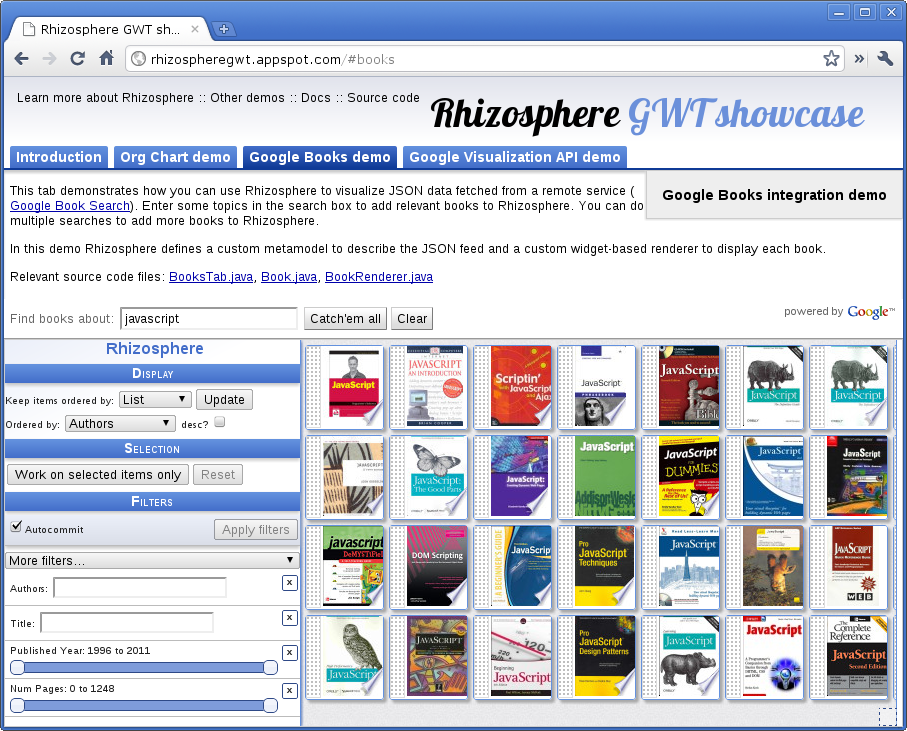 Rhizosphere GWT sh...
rhizospheregwt.appspot.com/#books
Learn more about Rhizosphere :: Other demos :: Docs :: Source code
Rhizosphere GWT showcase
Introduction
Org Chart demo
Google Books demo
Google Visualization API demo
This tab demonstrates how you can use Rhizosphere to visualize JSON data fetched from a remote service (
Google Book Search). Enter some topics in the search box to add relevant books to Rhizosphere. You can do
multiple searches to add more books to Rhizosphere.
Google Books integration demo
In this demo Rhizosphere defines a custom metamodel to describe the JSON feed and a custom widget-based renderer to display each book.
Relevant source code files: BooksTab.java, Book.java, BookRenderer.java
Find books about:
javascript
Catch'em all
Clear
powered by Google™
Rhizosphere
Display
Keep items ordered by:
List
Update
Ordered by:
Authors
desc?
Selection
Work on selected items only
Reset
Filters
Autocommit
Apply filters
More filters...
Authors:
x
Title:
x
Published Year: 1996 to 2011
x
Num Pages: 0 to 1248
x
JavaScript
JAVASCRIPT
AN INTRODUCTION
Scriptin'
JavaScript
and Ajax
JavaScript
PHRASEBOOK
JavaScript
Bible
JavaScript
JavaScript
JAVASCRIPT
JavaScript:
The Good Parts
JavaScript:
JavaScript
Addison Wesley
JavaScript
FOR
DUMMIES
JavaScript
JavaScript
javascript
DeMYSTiFieD
DOM Scripting
A BEGINNER'S GUIDE
JavaScript
Pro
JavaScript
Techniques
JavaScript
JAVASCRIPT
WEB
JavaScript
JAVASCRIPT
Beginning
JavaScript
Pro
JavaScript
Design Patterns
JavaScript
JavaScript
The
Complete
Reference
JavaScript
Second Edition